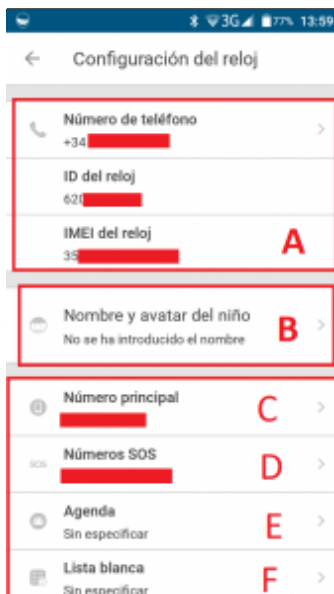 3G 77% 13:59
Configuración del reloj
Número de teléfono
+34
ID del reloj
620
IMEI del reloj
35
A
Nombre y avatar del niño
No se ha introducido el nombre
B
Número principal
C
SOS
Números SOS
D
Agenda
Sin especificar
E
Lista blanca
Sin especificar
F